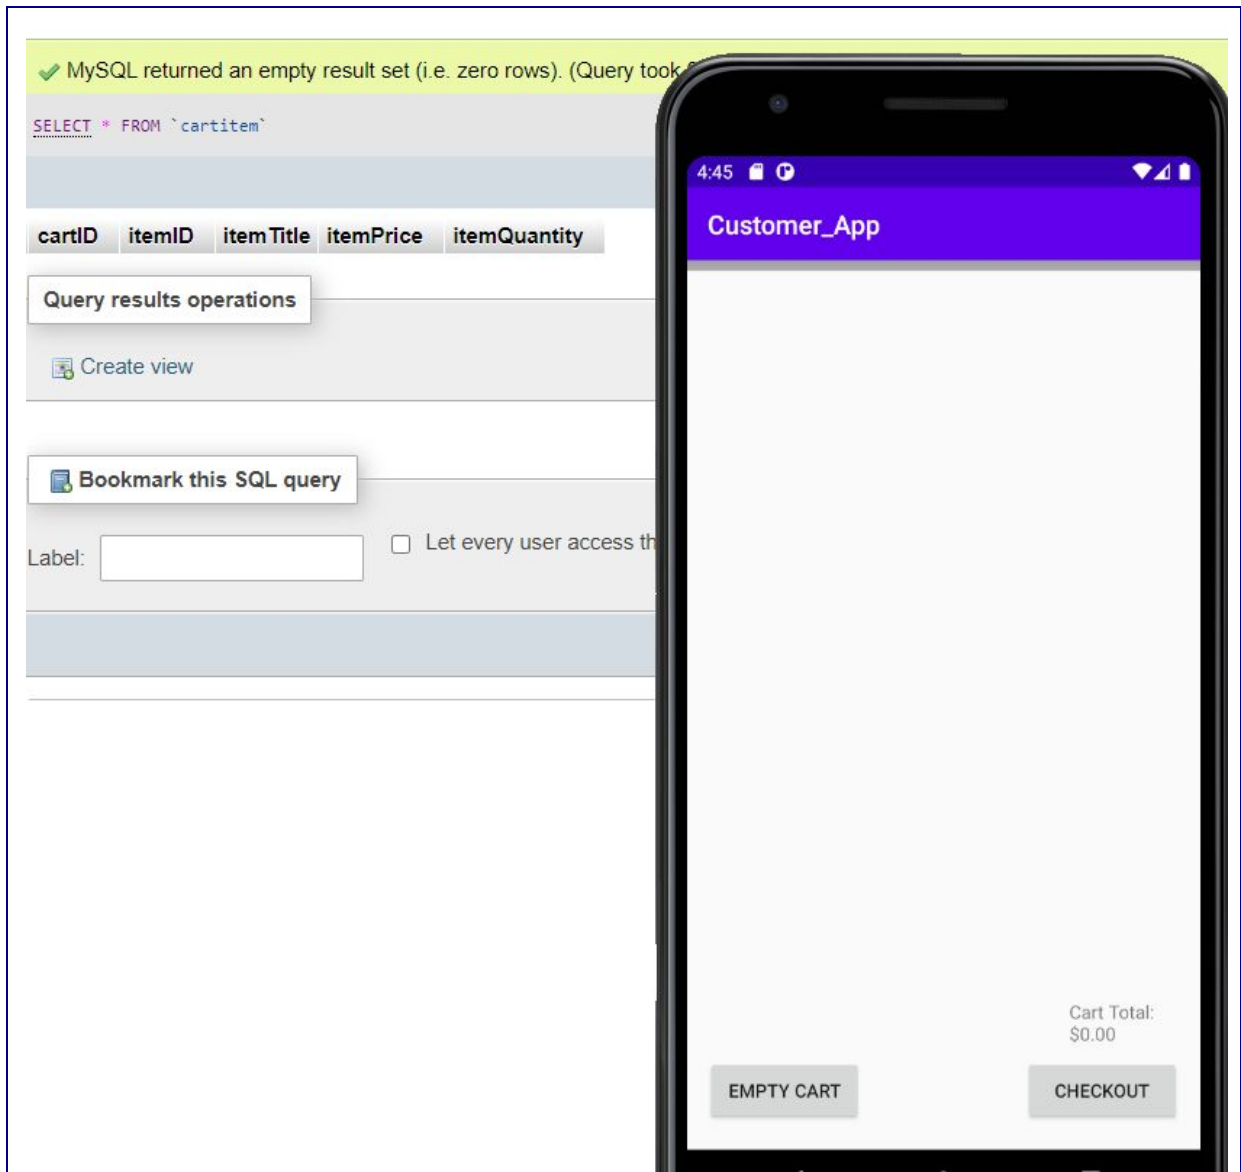 MySQL returned an empty result set (i.e. zero rows). (Query took
SELECT * FROM `cartitem`
cartID itemID itemTitle itemPrice itemQuantity
Query results operations
Create view
Bookmark this SQL query
Label:
Let every user access
4:45
Customer_App
Cart Total:
$0.00
EMPTY CART
CHECKOUT